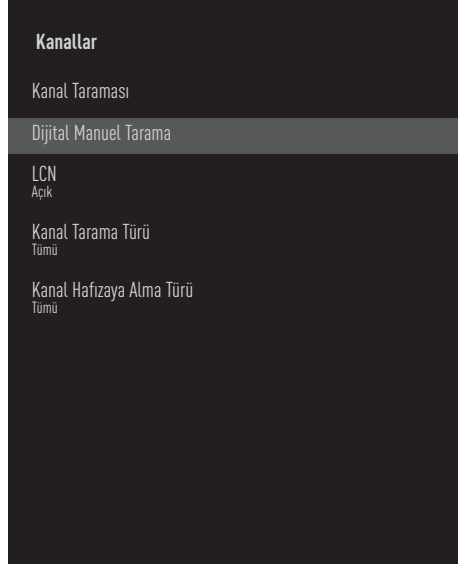 Kanallar
Kanal Taraması
Dijital Manuel Tarama
LCN
Açık
Kanal Tarama Türü
Tümü
Kanal Hafızaya Alma Türü
Tümü